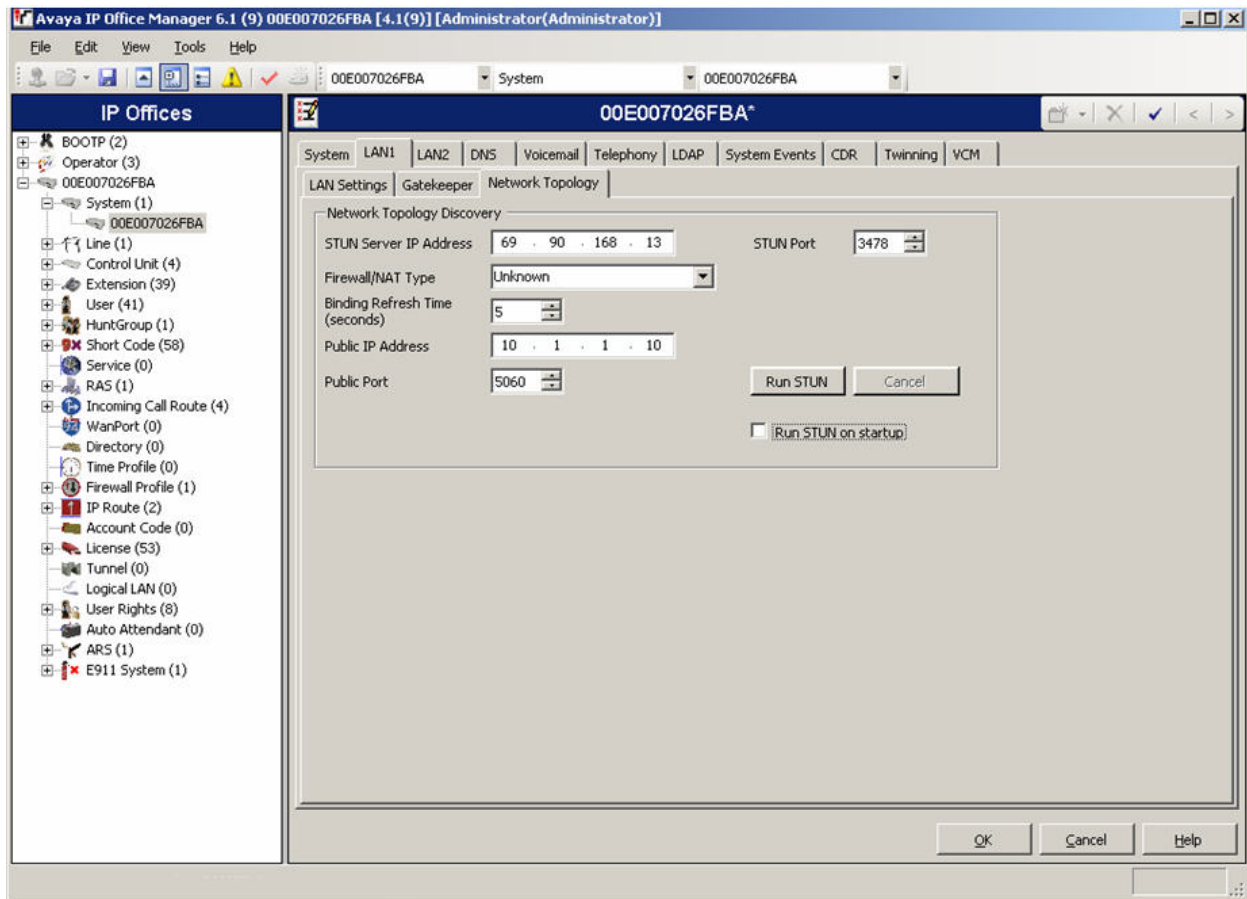 Avaya IP Office Manager 6.1 (9) 00E007026FBA [4.1(9)] [Administrator(Administrator)]
File Edit View Tools Help
00E007026FBA System 00E007026FBA
IP Offices
BOOTP (2)
Operator (3)
00E007026FBA
System (1)
00E007026FBA
Line (1)
Control Unit (4)
Extension (39)
User (41)
HuntGroup (1)
Short Code (58)
Service (0)
RAS (1)
Incoming Call Route (4)
WanPort (0)
Directory (0)
Time Profile (0)
Firewall Profile (1)
IP Route (2)
Account Code (0)
License (53)
Tunnel (0)
Logical LAN (0)
User Rights (8)
Auto Attendant (0)
ARS (1)
E911 System (1)
00E007026FBA*
System LAN1 LAN2 DNS Voicemail Telephony LDAP System Events CDR Twinning VCM
LAN Settings Gatekeeper Network Topology
Network Topology Discovery
STUN Server IP Address 69 . 90 . 168 . 13 STUN Port 3478
Firewall/NAT Type Unknown
Binding Refresh Time
(seconds) 5
Public IP Address 10 . 1 . 1 . 10
Public Port 5060 Run STUN Cancel
Run STUN on startup
OK Cancel Help